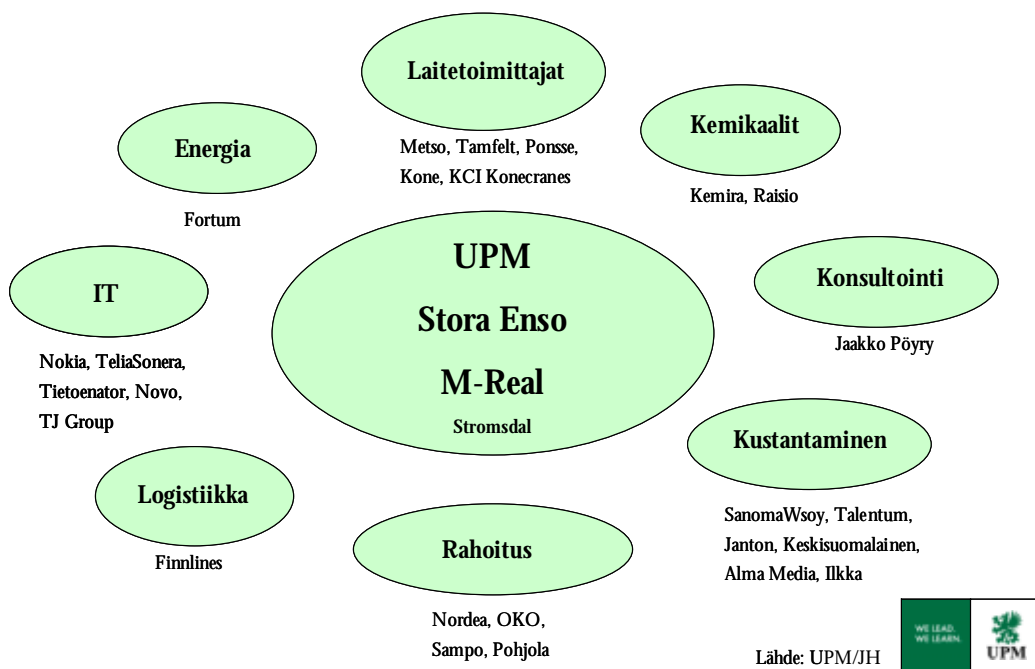 Laitetoimittajat
Metso, Tamfelt, Ponsse,
Kone, KCI Konecranes
Kemikaalit
Kemira, Raisio
Energia
Fortum
UPM
Stora Enso
M-Real
Stromsdal
IT
Nokia, TeliaSonera,
Tietoenator, Novo,
TJ Group
Konsultointi
Jaakko Pöyry
Kustantaminen
SanomaWsoy, Talentum,
Janton, Keskisuomalainen,
Alma Media, Ilkka
Logistiikka
Finnlines
Rahoitus
Nordea, OKO,
Sampo, Pohjola
Lähde: UPM/JH
WE LEAD.
WE LEARN.
UPM